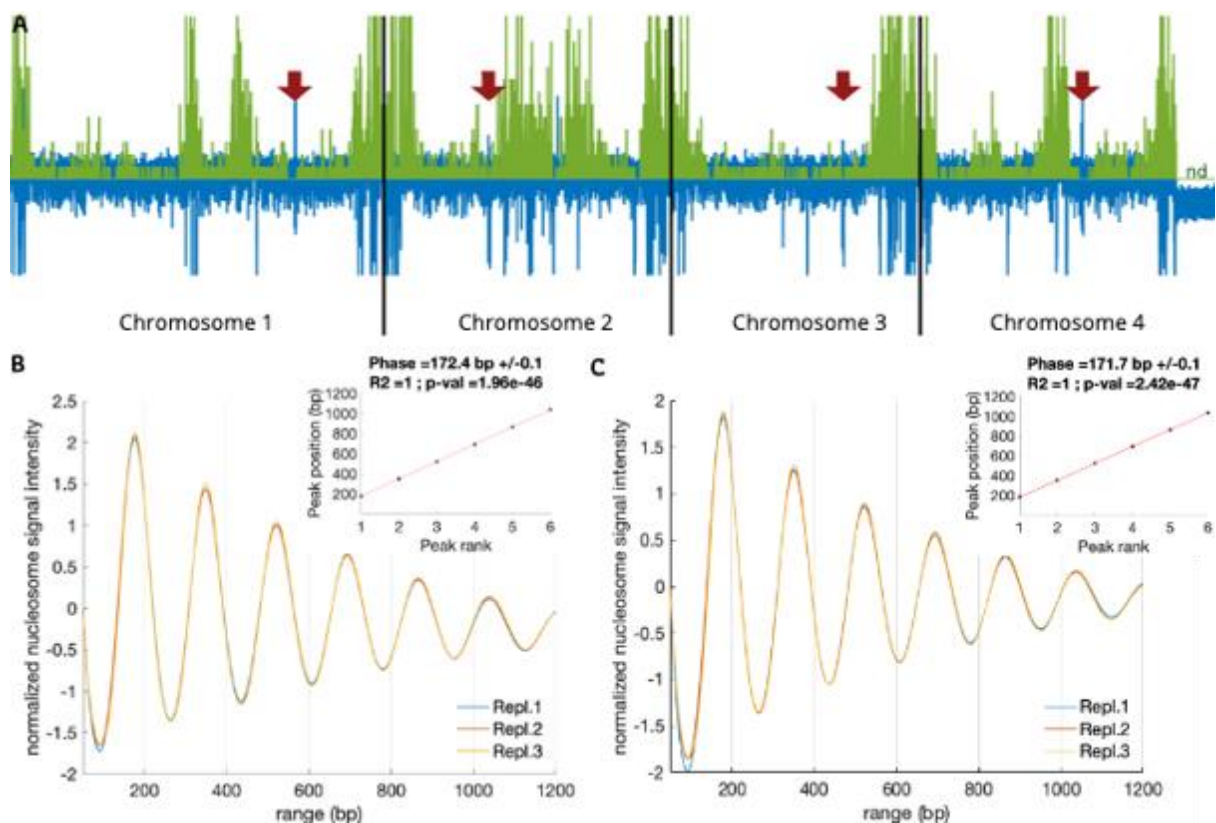 A
nd
Chromosome 1
Chromosome 2
Chromosome 3
Chromosome 4
B
Phase =172.4 bp +/-0.1
R2 =1 ; p-val =1.96e-46
Peak position (bp)
1200
1000
800
600
400
200
1 2 3 4 5 6
Peak rank
normalized nucleosome signal intensity
2.5
2
1.5
1
0.5
0
-0.5
-1
-1.5
-2
Repl.1
Repl.2
Repl.3
200 400 600 800 1000 1200
range (bp)
C
Phase =171.7 bp +/-0.1
R2 =1 ; p-val =2.42e-47
Peak position (bp)
1200
1000
800
600
400
200
1 2 3 4 5 6
Peak rank
normalized nucleosome signal intensity
2
1.5
1
0.5
0
-0.5
-1
-1.5
-2
Repl.1
Repl.2
Repl.3
200 400 600 800 1000 1200
range (bp)